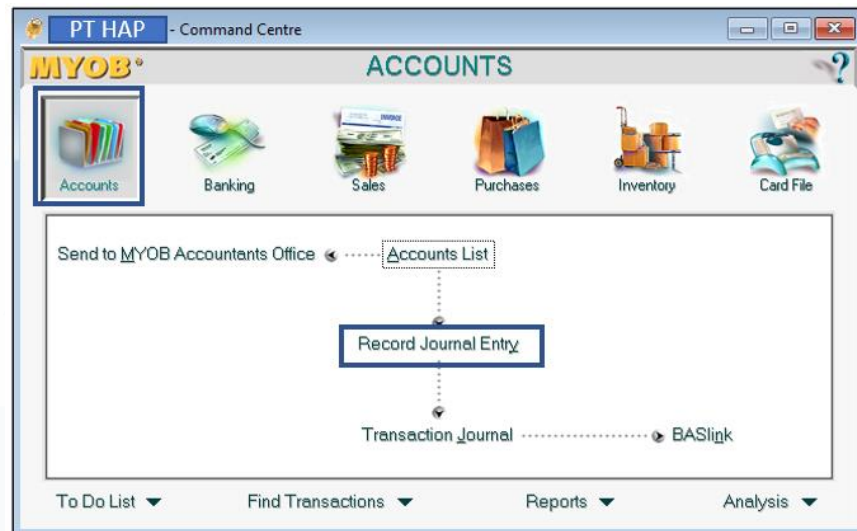 PT HAP - Command Centre
MYOB ACCOUNTS ?
INVOICE
Accounts Banking Sales Purchases Inventory Card File
Send to MYOB Accountants Office Accounts List
Record Journal Entry
Transaction Journal BASlink
To Do List Find Transactions Reports Analysis